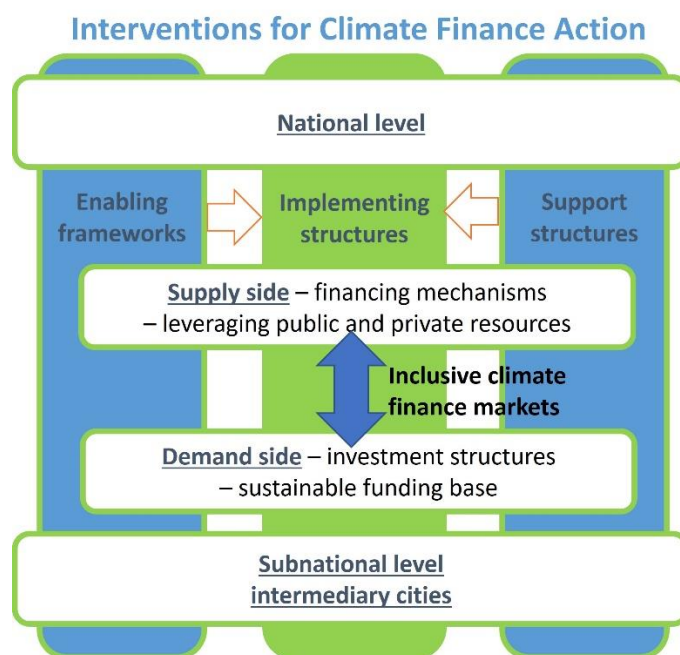 Interventions for Climate Finance Action
National level
Enabling
frameworks
Implementing
structures
Support
structures
Supply side – financing mechanisms
– leveraging public and private resources
Inclusive climate
finance markets
Demand side – investment structures
– sustainable funding base
Subnational level
intermediary cities